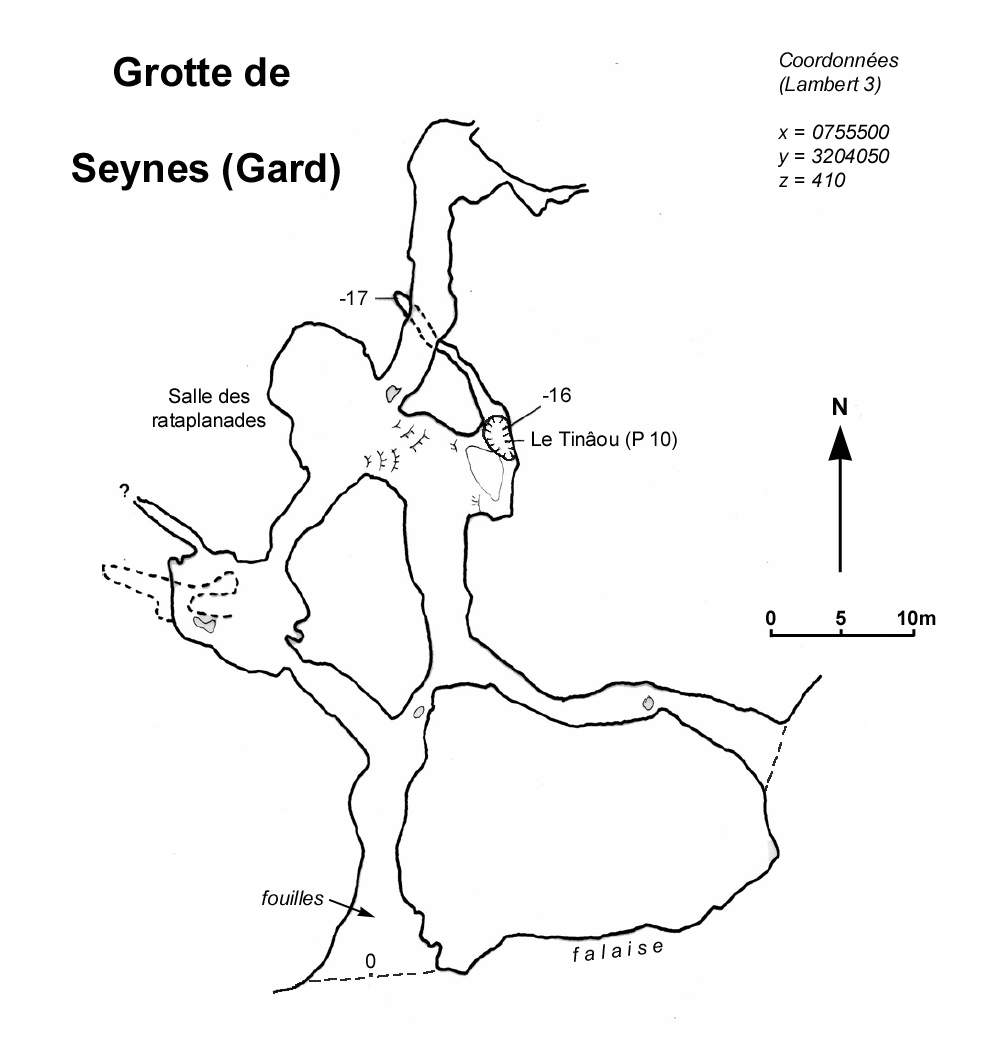 Grotte de
Seynes (Gard)
Coordonnées
(Lambert 3)
x = 0755500
y = 3204050
z = 410
-17
Salle des
rataplanades
-16
Le Tinâou (P 10)
N
?
0 5 10m
fouilles
0
falaise